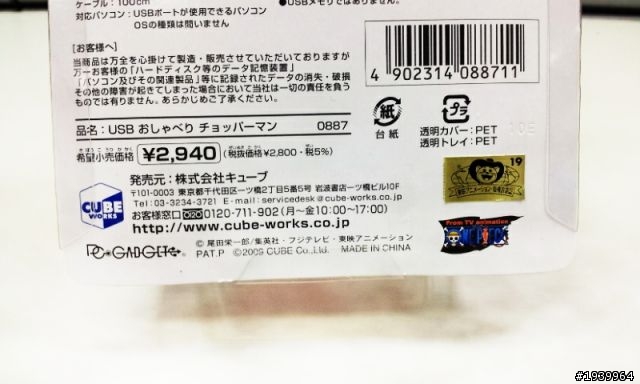 ケーブル：100cm
●USBメモリではありません。
対応パソコン：USBポートが使用できるパソコン
OSの種類は問いません。
[お客様へ]
当商品は万全を心掛けて製造・販売させていただいておりますが
万一お客様の「ハードディスク等のデータ記憶装置」
「パソコン及びその関連製品」等に記録されたデータの消失・破損
その他の障害が起きてしまった場合において当社は一切の責任を負う
ものではありません。あらかじめご了承ください。
4 902314 088711
紙
台紙
プラ
透明カバー：PET
透明トレイ：PET
品名：USB おしゃべり チョッパーマン 0887
希望小売価格 ¥2,940 (税抜価格¥2,800・税5%)
発売元：株式会社キューブ
〒101-0003 東京都千代田区一ツ橋2丁目5番5号 岩波書店一ツ橋ビル10F
Tel：03-3234-3721 E-mail：servicedesk@cube-works.co.jp
お客様窓口 0120-711-902(月～金10:00～17:00)
http://www.cube-works.co.jp
CUBE WORKS
PC-GADGET
© 尾田栄一郎/集英社・フジテレビ・東映アニメーション
PAT.P © 2009 CUBE Co.,Ltd. MADE IN CHINA
19
From TV animation
ONE PIECE
#1939964